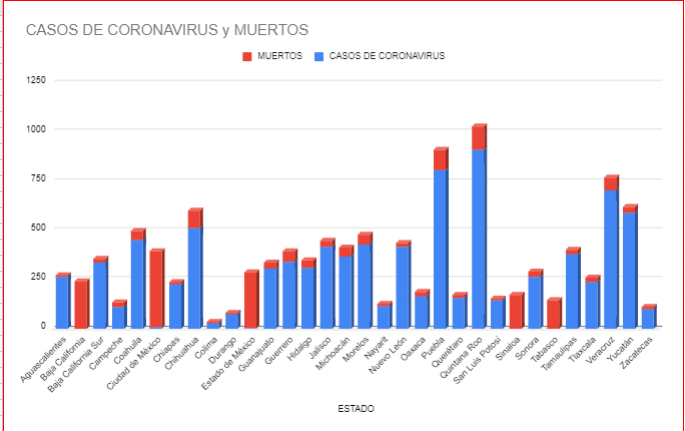 CASOS DE CORONAVIRUS y MUERTOS
MUERTOS
CASOS DE CORONAVIRUS
1250
1000
750
500
250
0
Aguascalientes
Baja California
Baja California Sur
Campeche
Coahuila
Ciudad de México
Chiapas
Chihuahua
Colima
Durango
Estado de México
Guanajuato
Guerrero
Hidalgo
Jalisco
Michoacán
Morelos
Nayarit
Nuevo León
Oaxaca
Puebla
Querétaro
Quintana Roo
San Luis Potosí
Sinaloa
Sonora
Tabasco
Tamaulipas
Tlaxcala
Veracruz
Yucatán
Zacatecas
ESTADO